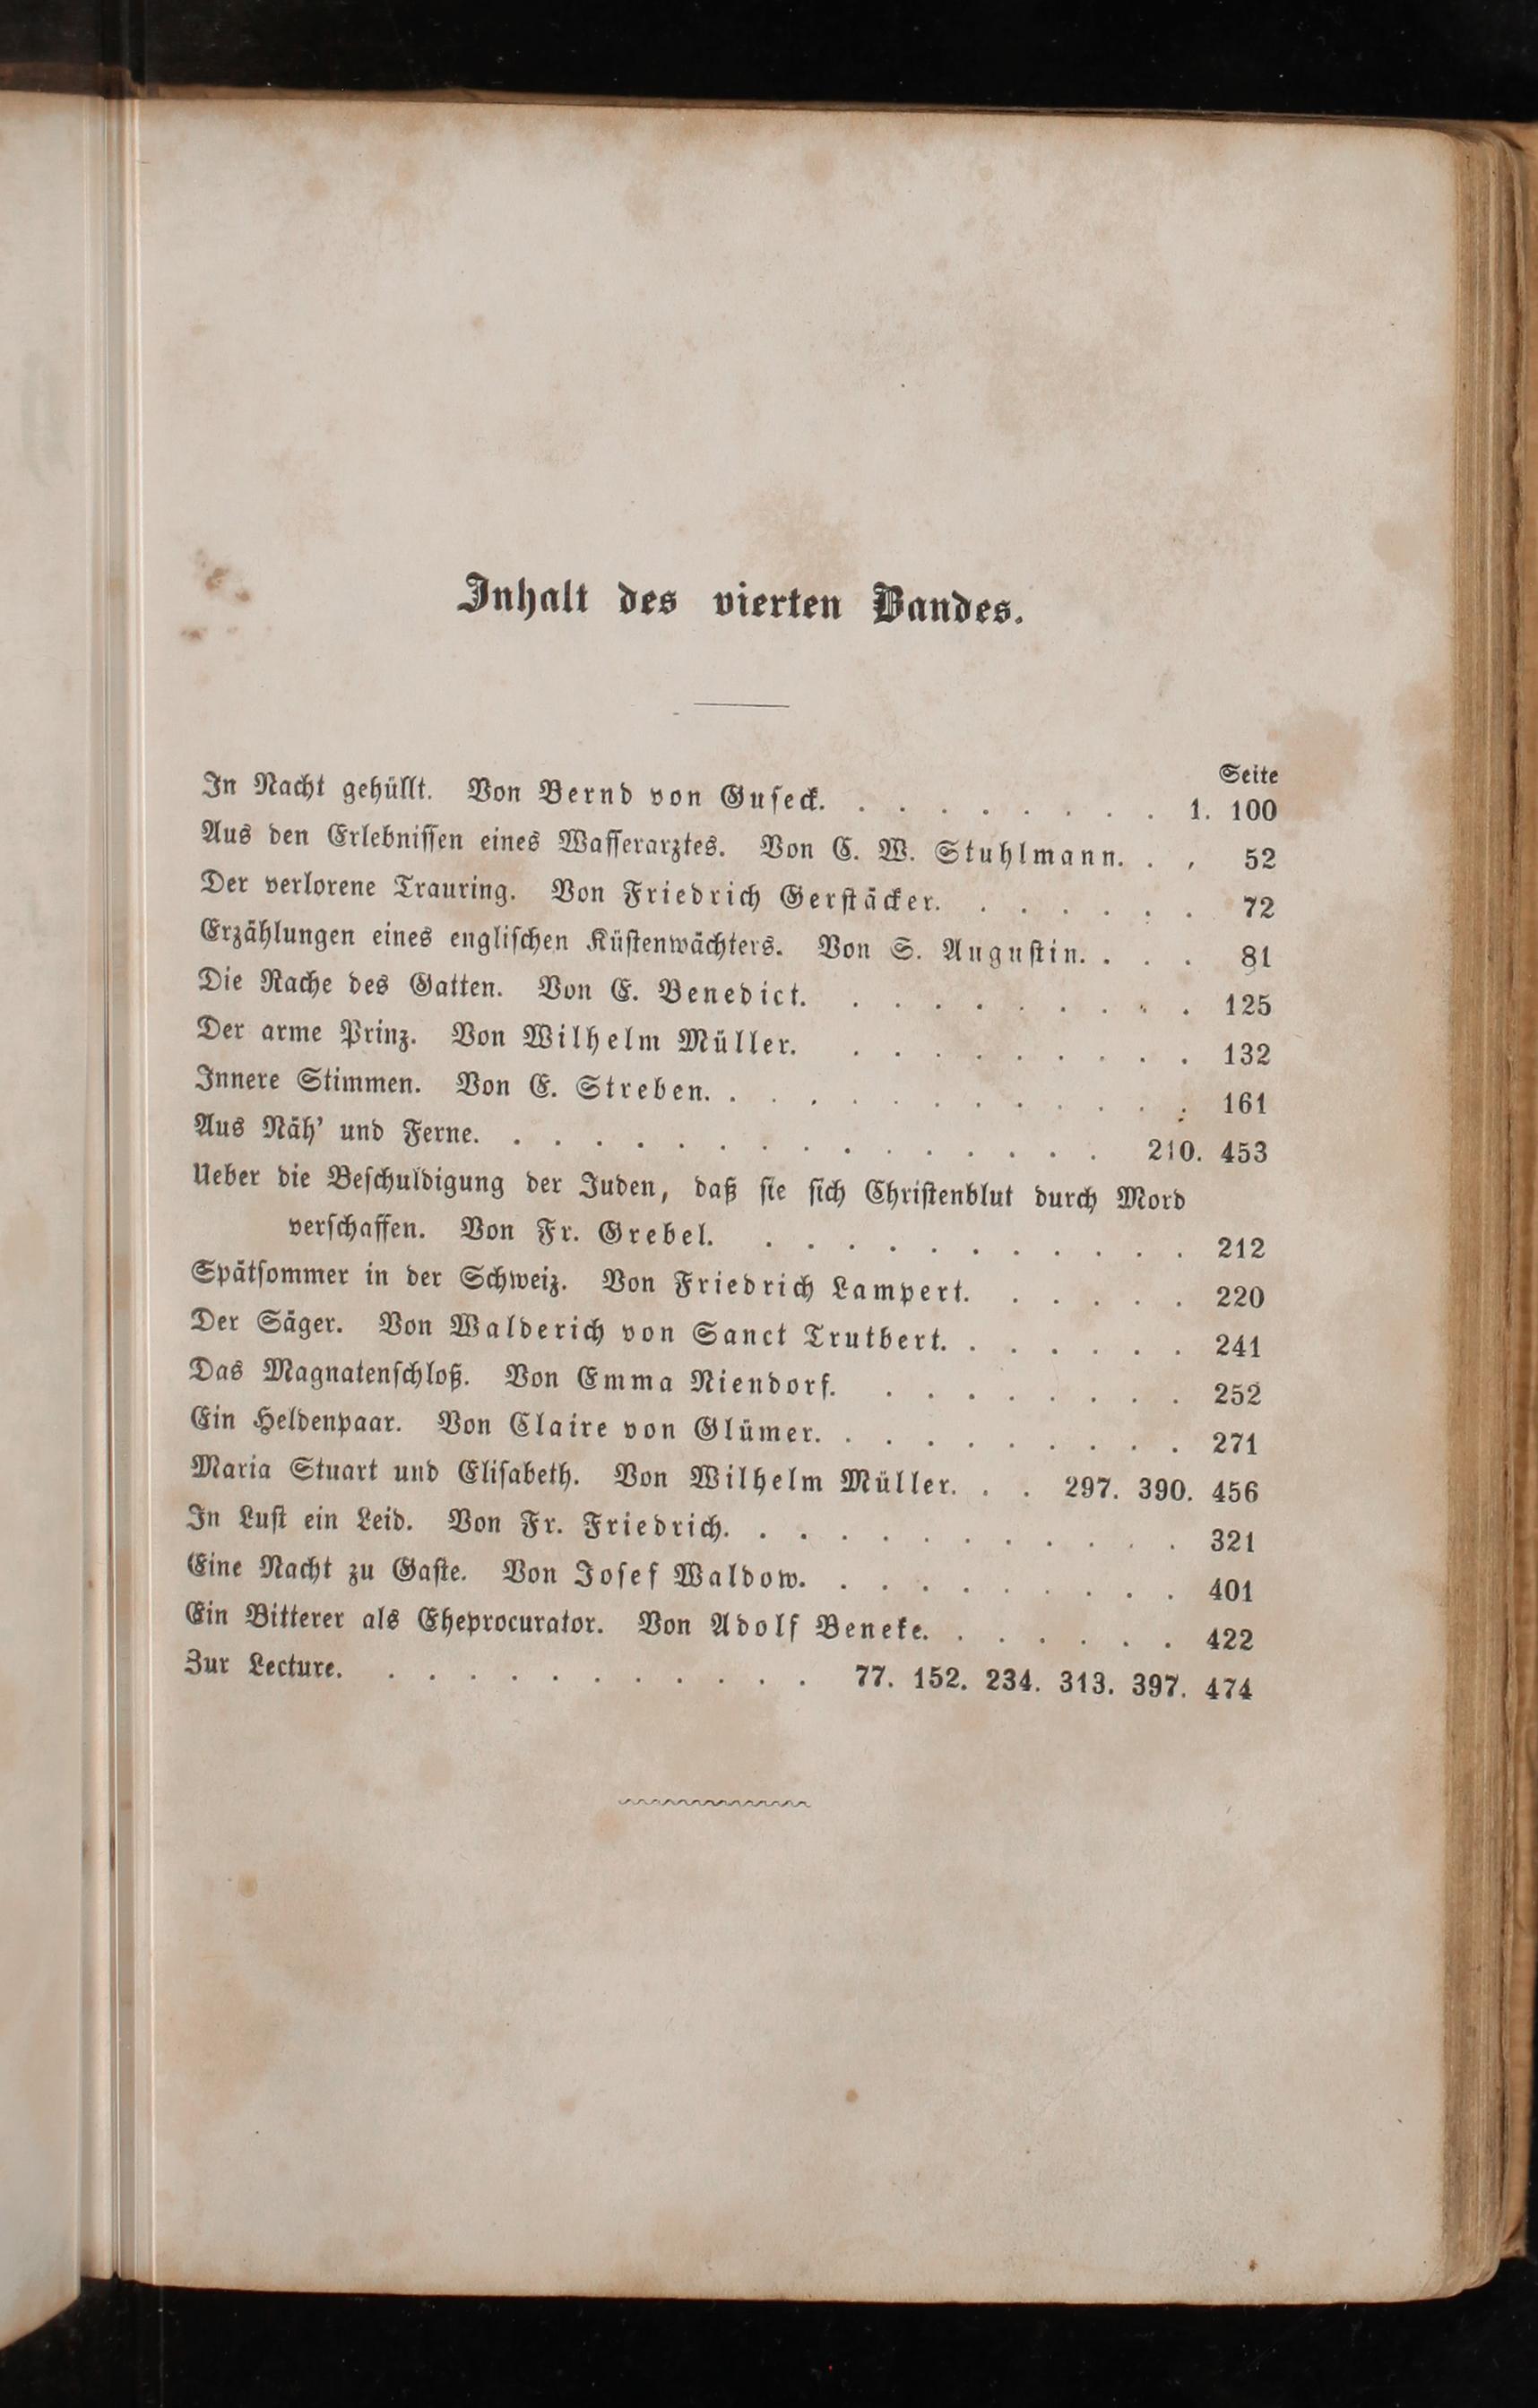 Inhalt des vierten Bandes.
Seite
In Nacht gehüllt. Von Bernd von Guseck. . . . . . . . . 1. 100
Aus den Erlebnissen eines Wasserarztes. Von C. W. Stuhlmann. . . 52
Der verlorene Trauring. Von Friedrich Gerstäcker. . . . . . . 72
Erzählungen eines englischen Küstenwächters. Von S. Augustin. . . . 81
Die Rache des Gatten. Von E. Benedict. . . . . . . . . . 125
Der arme Prinz. Von Wilhelm Müller. . . . . . . . . . 132
Innere Stimmen. Von E. Streben. . . . . . . . . . . . . 161
Aus Näh' und Ferne. . . . . . . . . . . . . . . . 210. 453
Ueber die Beschuldigung der Juden, daß sie sich Christenblut durch Mord
verschaffen. Von Fr. Grebel. . . . . . . . . . . . 212
Spätsommer in der Schweiz. Von Friedrich Lampert. . . . . . 220
Der Säger. Von Walderich von Sanct Trutbert. . . . . . . 241
Das Magnatenschloß. Von Emma Niendorf. . . . . . . . . 252
Ein Heldenpaar. Von Claire von Glümer. . . . . . . . . . 271
Maria Stuart und Elisabeth. Von Wilhelm Müller. . . 297. 390. 456
In Lust ein Leid. Von Fr. Friedrich. . . . . . . . . . . . 321
Eine Nacht zu Gaste. Von Josef Waldow. . . . . . . . . . 401
Ein Bitterer als Eheprocurator. Von Adolf Beneke. . . . . . . 422
Zur Lecture. . . . . . . . . . . . 77. 152. 234. 313. 397. 474